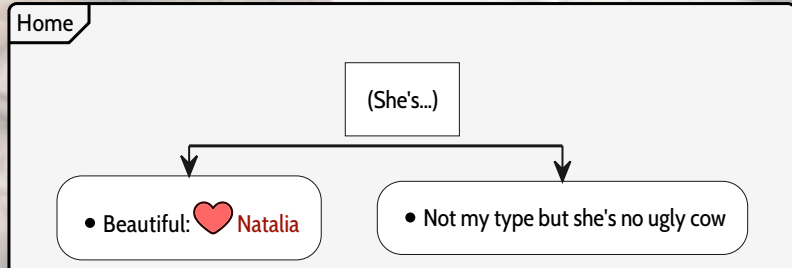 Home
(She's...)
• Beautiful: Natalia
• Not my type but she's no ugly cow